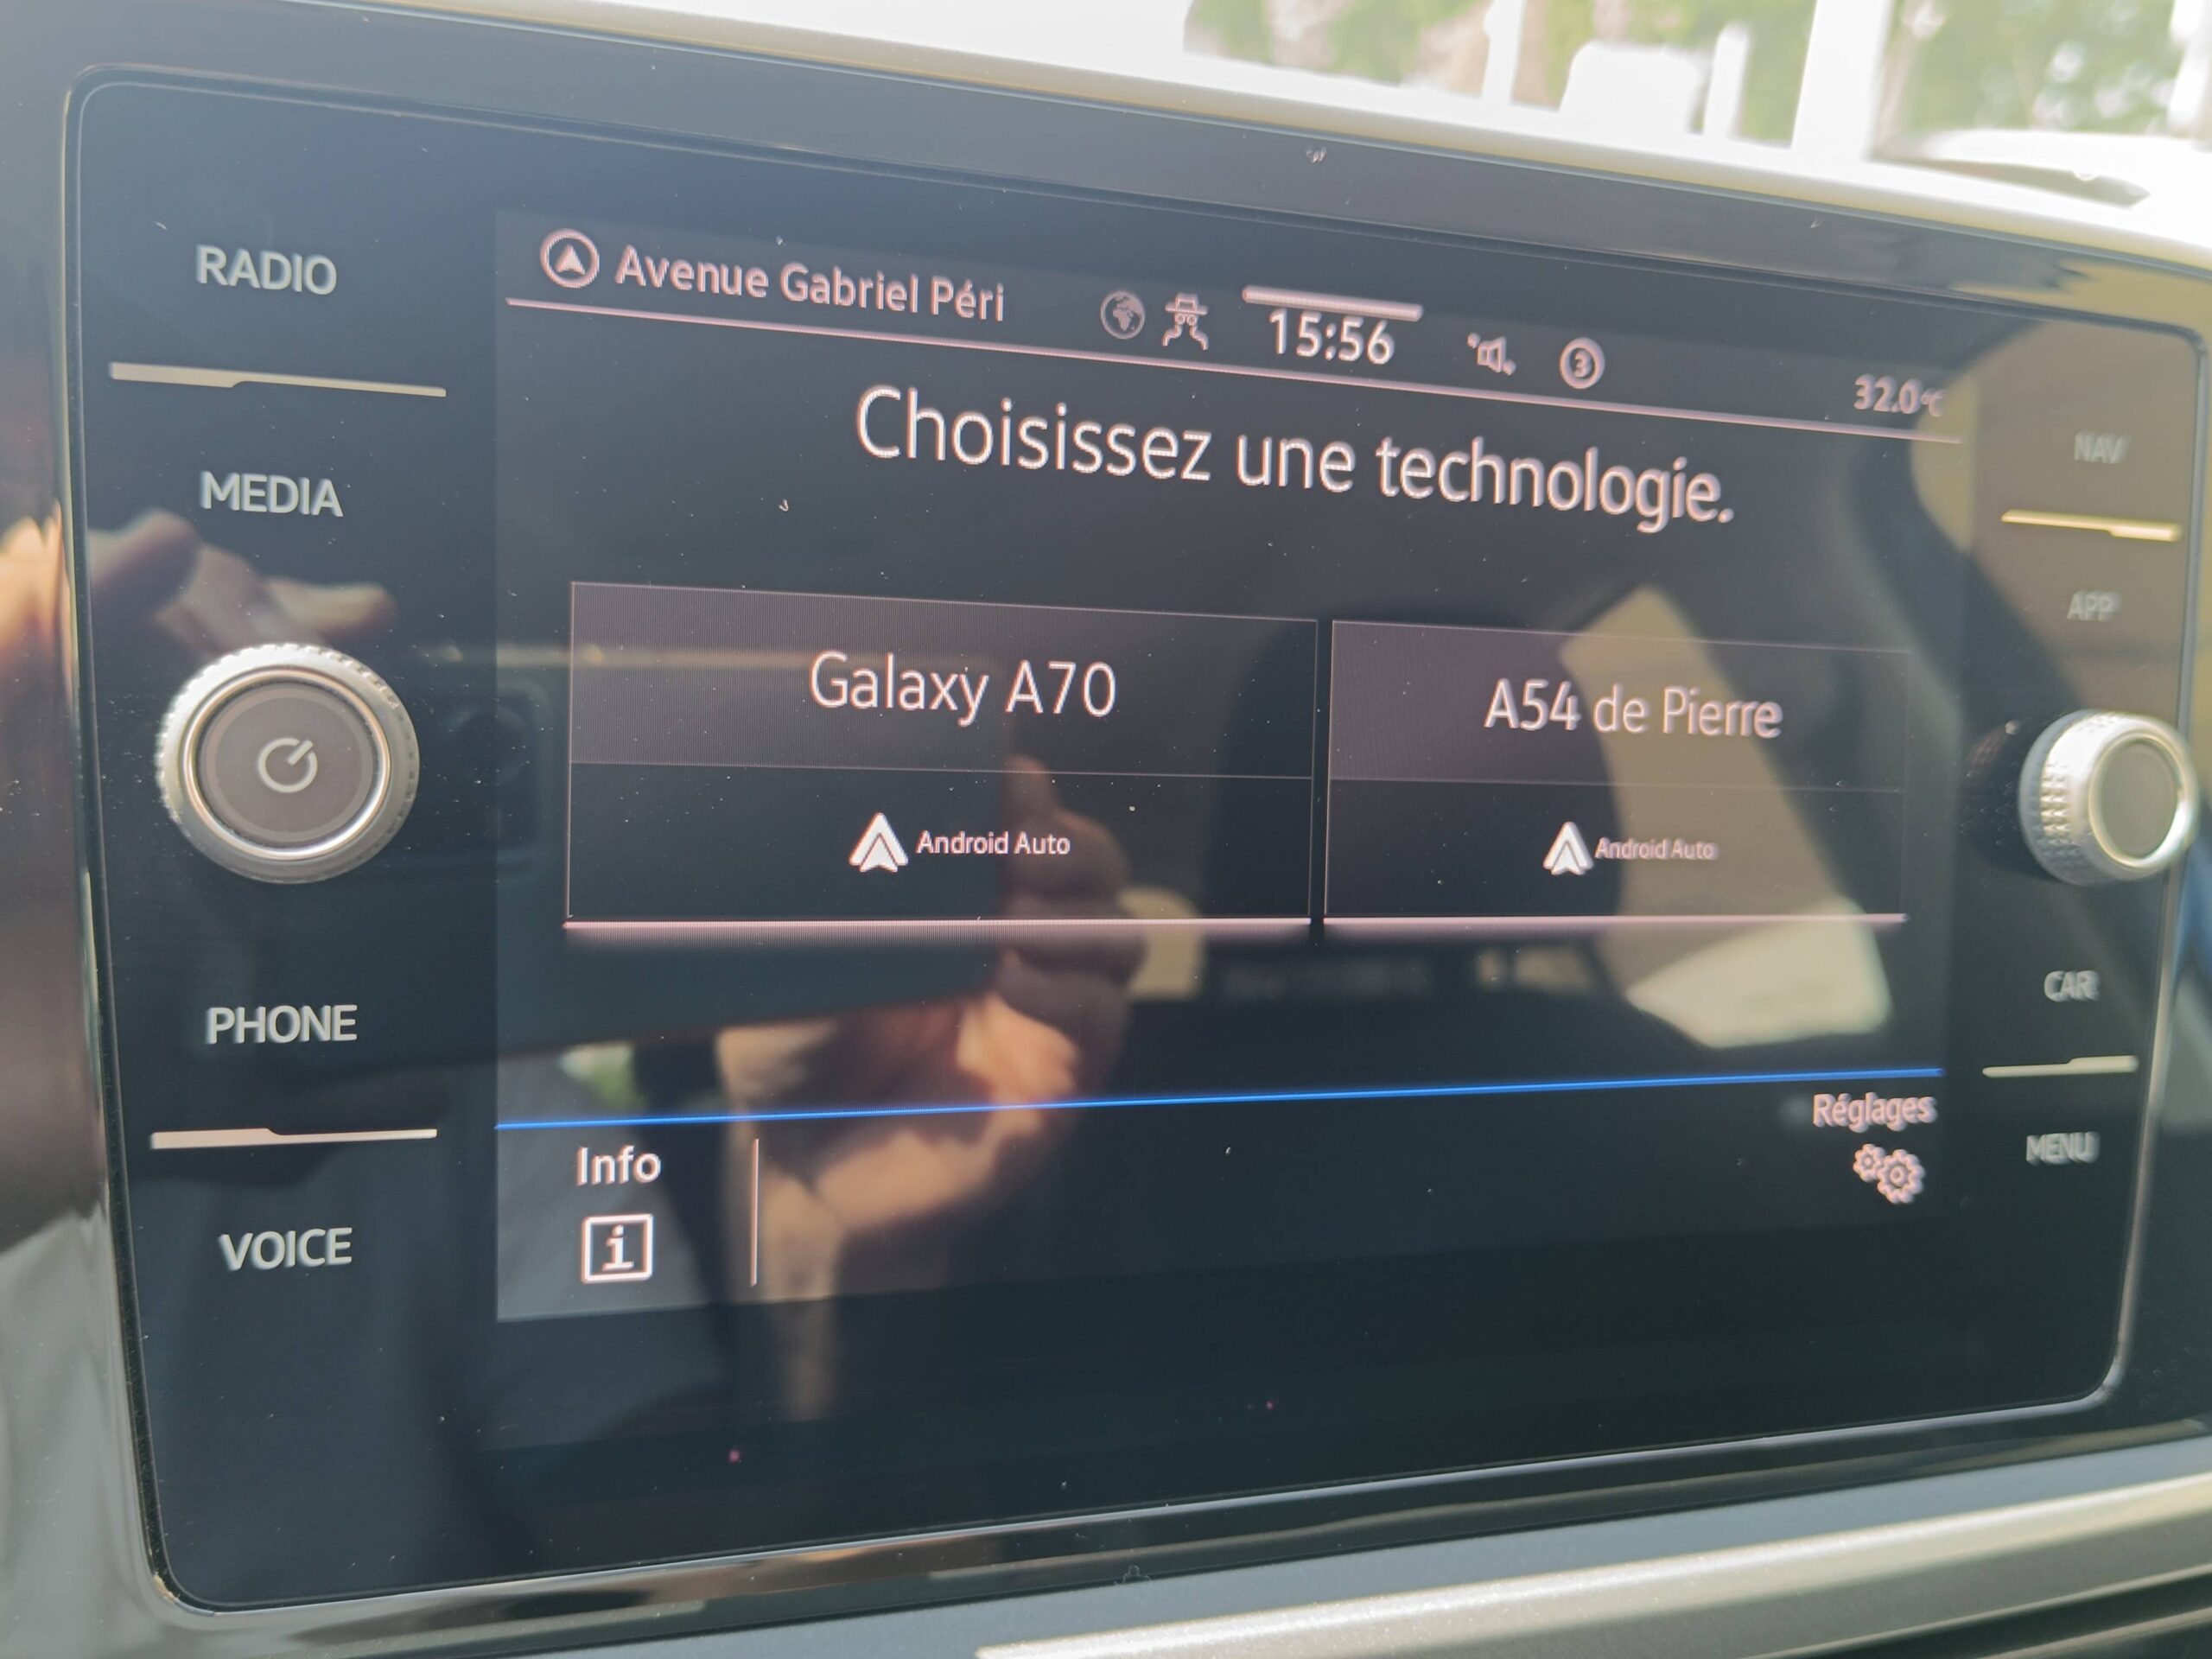 RADIO
MEDIA
PHONE
VOICE
Avenue Gabriel Péri
15:56
3
32.0°C
Choisissez une technologie.
Galaxy A70
Android Auto
A54 de Pierre
Android Auto
Info
i
Réglages
NAV
APP
CAR
MENU